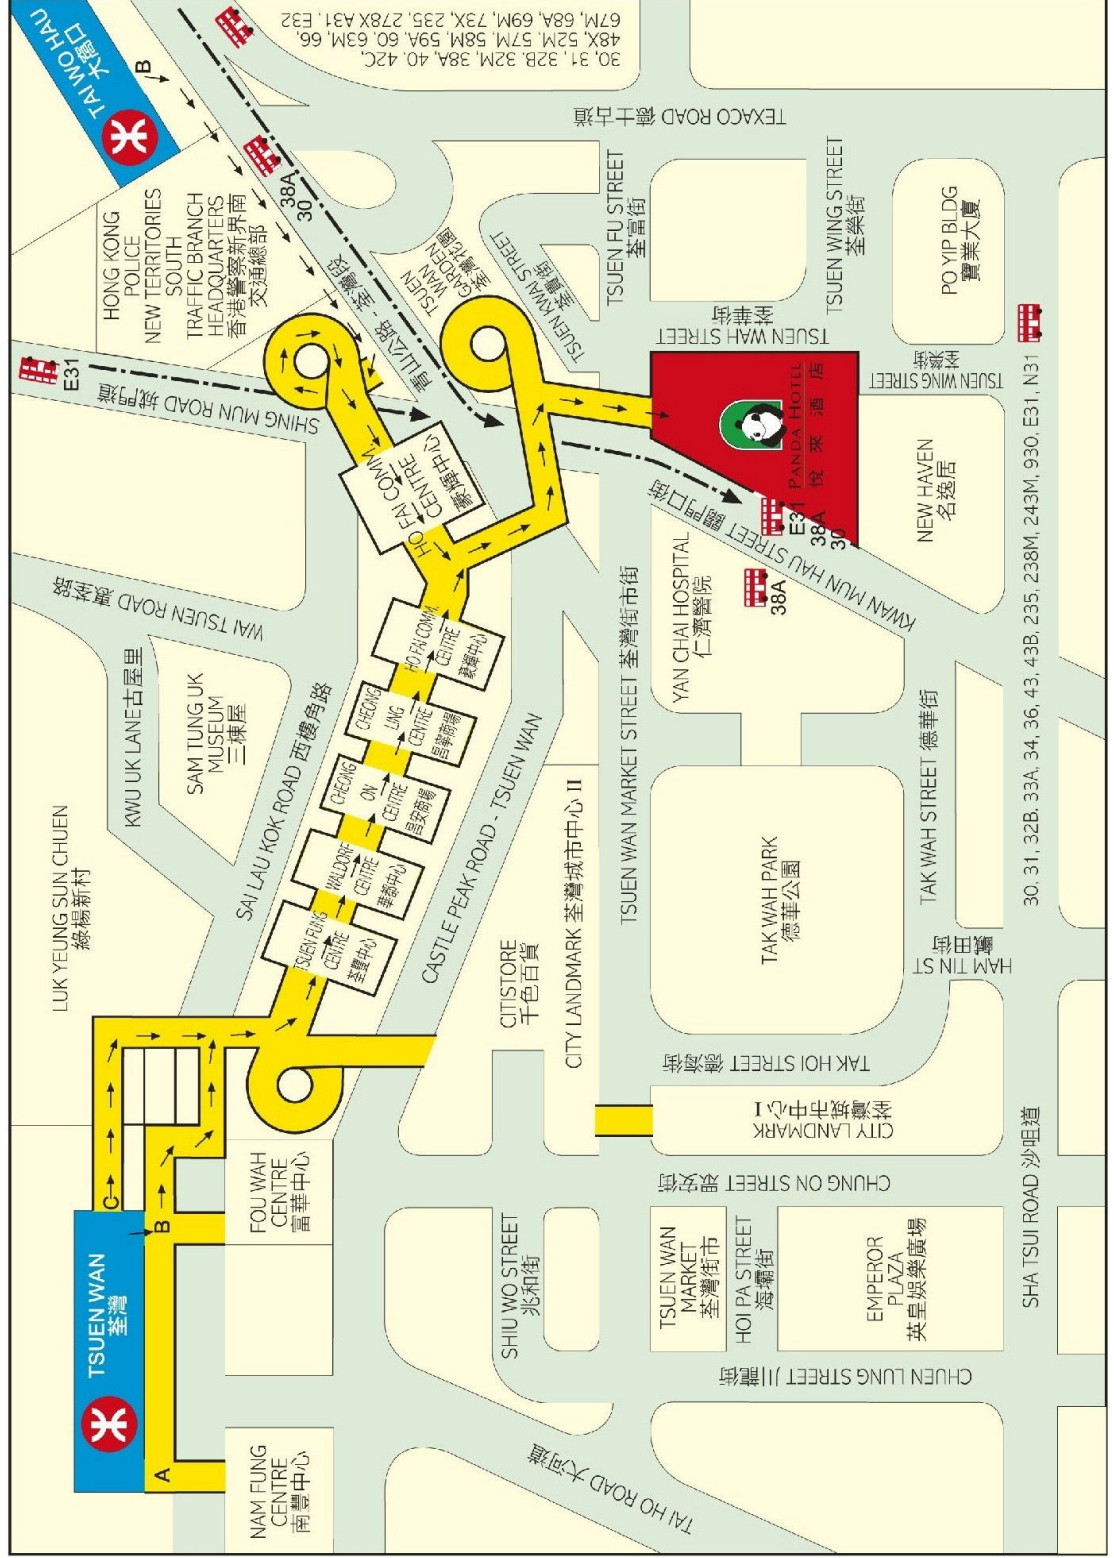 TSUEN WAN
荃灣
A
B
C
NAM FUNG
CENTRE
南豐中心
FOU WAH
CENTRE
富華中心
LUK YEUNG SUN CHUEN
綠楊新村
KWU UK LANE古屋里
SAM TUNG UK
MUSEUM
三棟屋
WAI TSUEN ROAD 惠荃路
SAI LAU KOK ROAD 西樓角路
TSUEN FUNG
CENTRE
荃豐中心
WALDORF
CENTRE
華都中心
CHEONG
ON
CENTRE
昌安商場
CHEONG
LING
CENTRE
昌寧商場
HO FAI COMM.
CENTRE
豪輝中心
HO FAI COMM.
CENTRE
豪輝中心
SHING MUN ROAD 城門道
E31
HONG KONG
POLICE
NEW TERRITORIES
SOUTH
TRAFFIC BRANCH
HEADQUARTERS
香港警察新界南
交通總部
TAI WO HAU
大窩口
B
38A
30
青山公路 - 荃灣段
CASTLE PEAK ROAD - TSUEN WAN
30, 31, 32B, 32M, 38A, 40, 42C,
48X, 52M, 57M, 58M, 59A, 60, 63M, 66,
67M, 68A, 69M, 73X, 235, 278X A31, E32
TSUEN
WAN
GARDEN
荃灣花園
TSUEN KWAI STREET
荃貴街
TSUEN FU STREET
荃富街
TEXACO ROAD 德士古道
TSUEN WAH STREET
荃華街
TSUEN WING STREET
荃榮街
TSUEN WING STREET
荃榮街
PO YIP BLDG
寶業大廈
PANDA HOTEL
悅來酒店
E31
38A
30
38A
NEW HAVEN
名逸居
KWAN MUN HAU STREET 關門口街
YAN CHAI HOSPITAL
仁濟醫院
TSUEN WAN MARKET STREET 荃灣街市街
TAK WAH PARK
德華公園
TAK WAH STREET 德華街
HAM TIN ST
鹹田街
30, 31, 32B, 33A, 34, 36, 43, 43B, 235, 238M, 243M, 930, E31, N31
CITISTORE
千色百貨
CITY LANDMARK 荃灣城市中心 II
TAK HOI STREET 德海街
CITY LANDMARK
荃灣城市中心 I
CHUNG ON STREET 眾安街
SHIU WO STREET
兆和街
TSUEN WAN
MARKET
荃灣街市
HOI PA STREET
海壩街
EMPEROR
PLAZA
英皇娛樂廣場
SHA TSUI ROAD 沙咀道
CHUEN LUNG STREET 川龍街
TAI HO ROAD 大河道